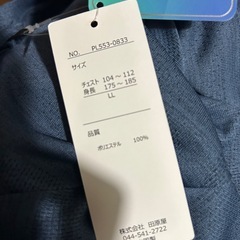 NO. PL553-0833
サイズ
チェスト 104～112
身長 175～185
LL
品質
ポリエステル 100%
株式会社 田原屋
044-541-2722